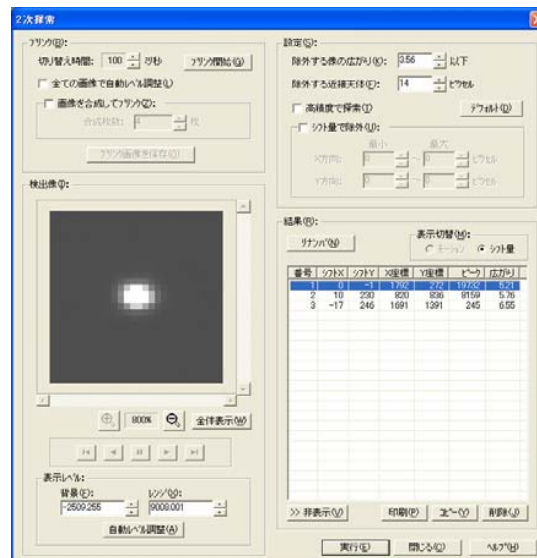 2次探索
ブリンク(B):
切り替え時間: 100 ミリ秒 ブリンク開始(G)
全ての画像で自動レベル調整(L)
画像を合成してブリンク(Z):
合成枚数: 4 枚
ブリンク画像を保存(O)
検出像(I):
800% 全体表示(W)
表示レベル:
背景(E): レンジ(N):
-2509.255 9008.001
自動レベル調整(A)
設定(S):
除外する像の広がり(K): 3.56 以下
除外する近接天体(F): 14 ピクセル
高精度で探索(T) デフォルト(D)
シフト量で除外(U):
最小 最大
X方向: 0 ~ 0 ピクセル
Y方向: 0 ~ 0 ピクセル
結果(R):
リナンバ(N) 表示切替(M):
モーション シフト量
番号 シフトX シフトY X座標 Y座標 ピーク 広がり
1 0 -1 1792 272 19732 5.21
2 10 230 820 836 8159 5.76
3 -17 246 1691 1391 245 6.55
>> 非表示(V) 印刷(P) コピー(Y) 削除(J)
実行(E) 閉じる(C) ヘルプ(H)